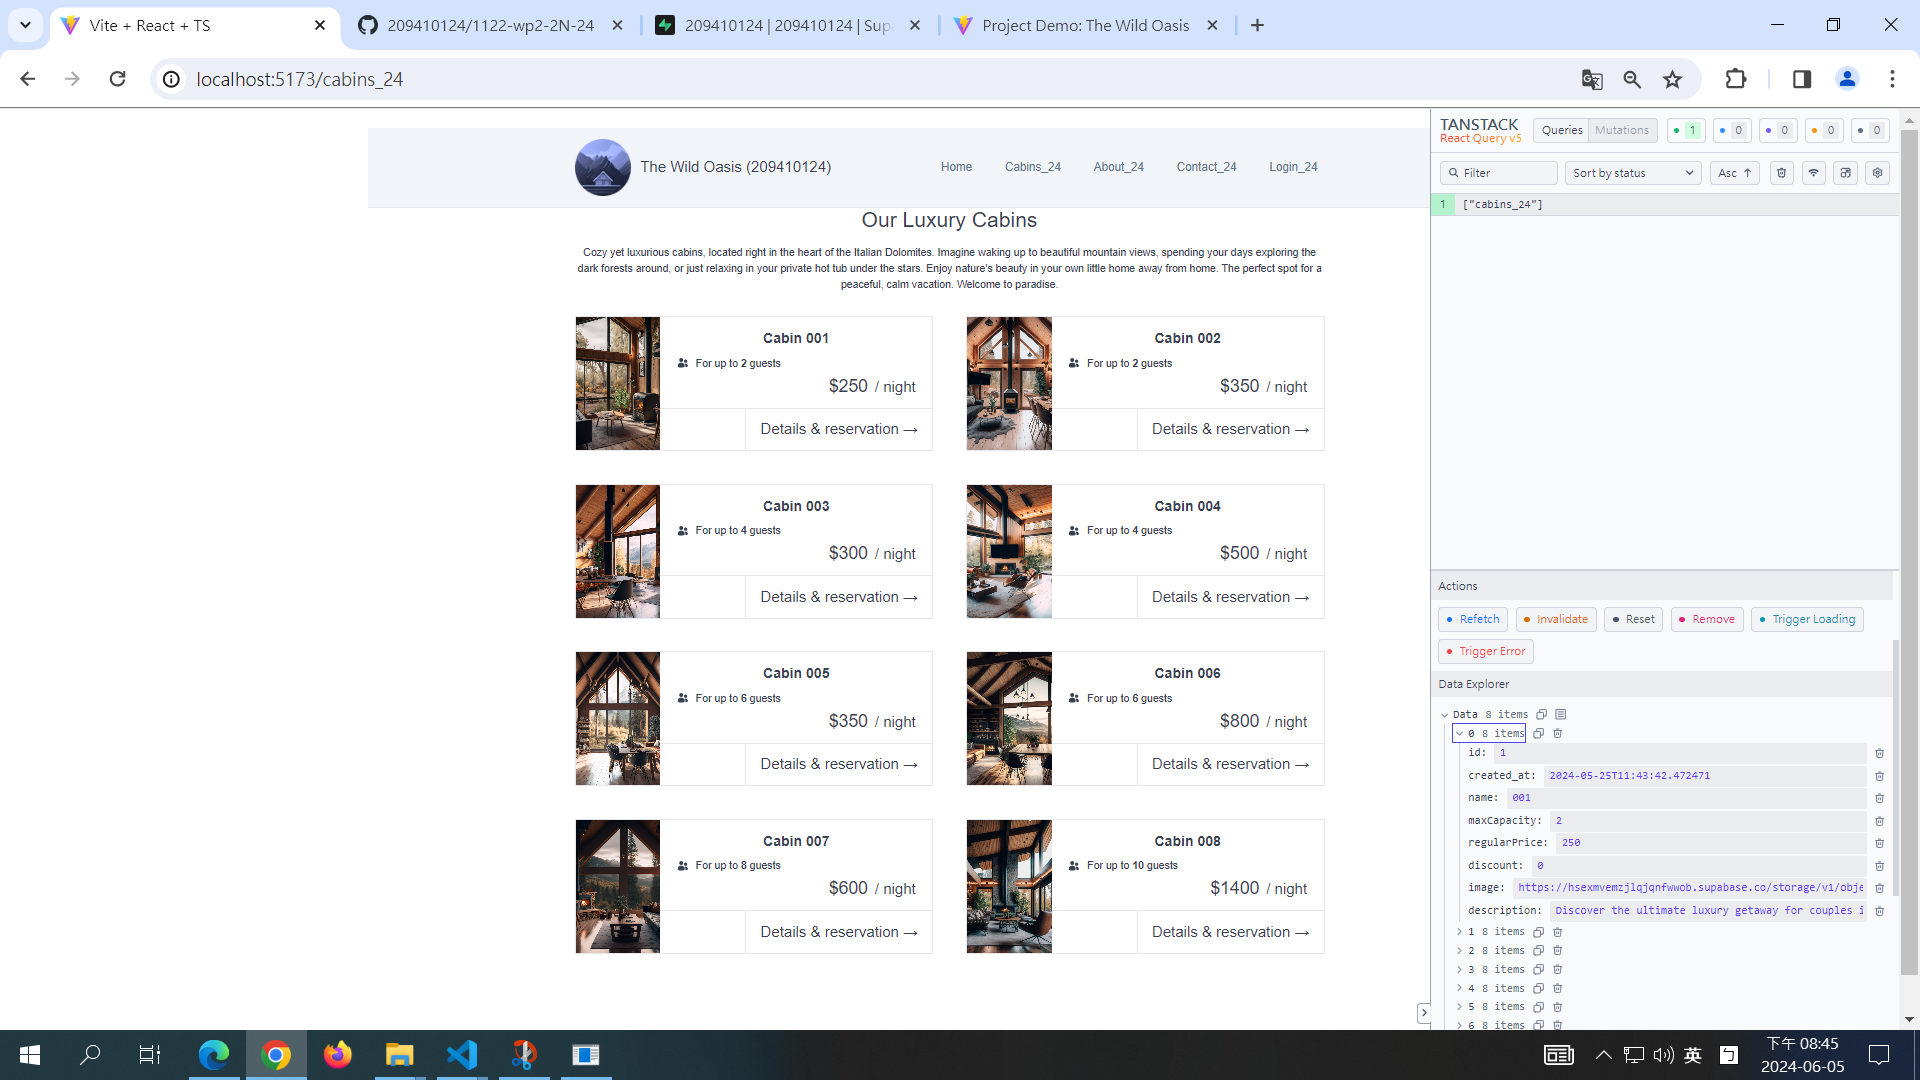 Vite + React + TS
209410124/1122-wp2-2N-24
209410124 | 209410124 | Sup
Project Demo: The Wild Oasis
localhost:5173/cabins_24
The Wild Oasis (209410124)
Home
Cabins_24
About_24
Contact_24
Login_24
Our Luxury Cabins
Cozy yet luxurious cabins, located right in the heart of the Italian Dolomites. Imagine waking up to beautiful mountain views, spending your days exploring the
dark forests around, or just relaxing in your private hot tub under the stars. Enjoy nature's beauty in your own little home away from home. The perfect spot for a
peaceful, calm vacation. Welcome to paradise.
Cabin 001
For up to 2 guests
$250 / night
Details & reservation →
Cabin 002
For up to 2 guests
$350 / night
Details & reservation →
Cabin 003
For up to 4 guests
$300 / night
Details & reservation →
Cabin 004
For up to 4 guests
$500 / night
Details & reservation →
Cabin 005
For up to 6 guests
$350 / night
Details & reservation →
Cabin 006
For up to 6 guests
$800 / night
Details & reservation →
Cabin 007
For up to 8 guests
$600 / night
Details & reservation →
Cabin 008
For up to 10 guests
$1400 / night
Details & reservation →
TANSTACK
React Query v5
Queries
Mutations
1
0
0
0
0
Filter
Sort by status
Asc ↑
1 ["cabins_24"]
Actions
Refetch
Invalidate
Reset
Remove
Trigger Loading
Trigger Error
Data Explorer
Data 8 items
0 8 items
id: 1
created_at: 2024-05-25T11:43:42.472471
name: 001
maxCapacity: 2
regularPrice: 250
discount: 0
image: https://hsexmvemzjlqjqnfwwob.supabase.co/storage/v1/obje
description: Discover the ultimate luxury getaway for couples i
1 8 items
2 8 items
3 8 items
4 8 items
5 8 items
6 8 items
英
下午 08:45
2024-06-05